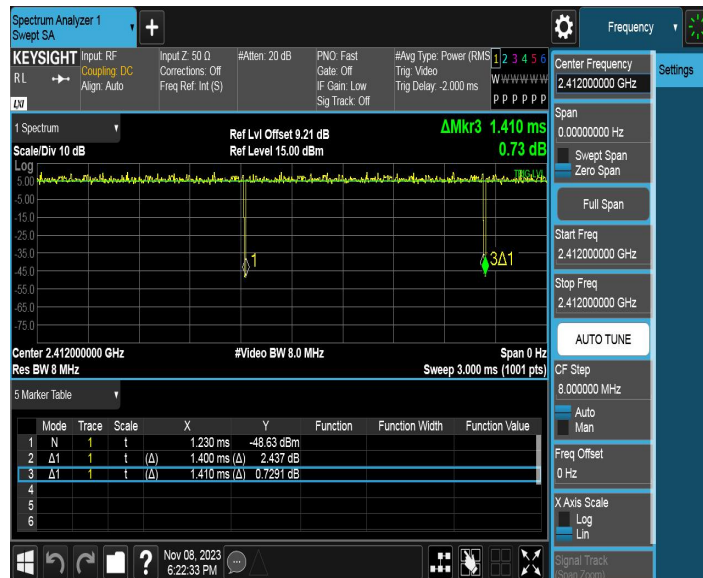 Spectrum Analyzer 1
Swept SA
+
Frequency
KEYSIGHT
RL
LXI
Input: RF
Coupling: DC
Align: Auto
Input Z: 50 Ω
Corrections: Off
Freq Ref: Int (S)
#Atten: 20 dB
PNO: Fast
Gate: Off
IF Gain: Low
Sig Track: Off
#Avg Type: Power (RMS
Trig: Video
Trig Delay: -2.000 ms
1 2 3 4 5 6
W W W W W W
P P P P P P
1 Spectrum
Scale/Div 10 dB
Ref Lvl Offset 9.21 dB
Ref Level 15.00 dBm
ΔMkr3 1.410 ms
0.73 dB
Log
5.00
-5.00
-15.0
-25.0
-35.0
-45.0
-55.0
-65.0
-75.0
TRIG LVL
1
3Δ1
Center 2.412000000 GHz
#Video BW 8.0 MHz
Span 0 Hz
Res BW 8 MHz
Sweep 3.000 ms (1001 pts)
5 Marker Table
Mode Trace Scale X Y Function Function Width Function Value
1 N 1 t 1.230 ms -48.63 dBm
2 Δ1 1 t (Δ) 1.400 ms (Δ) 2.437 dB
3 Δ1 1 t (Δ) 1.410 ms (Δ) 0.7291 dB
4
5
6
?
Nov 08, 2023
6:22:33 PM
Center Frequency
2.412000000 GHz
Span
0.00000000 Hz
Swept Span
Zero Span
Full Span
Start Freq
2.412000000 GHz
Stop Freq
2.412000000 GHz
AUTO TUNE
CF Step
8.000000 MHz
Auto
Man
Freq Offset
0 Hz
X Axis Scale
Log
Lin
Signal Track
(Span Zoom)
Settings